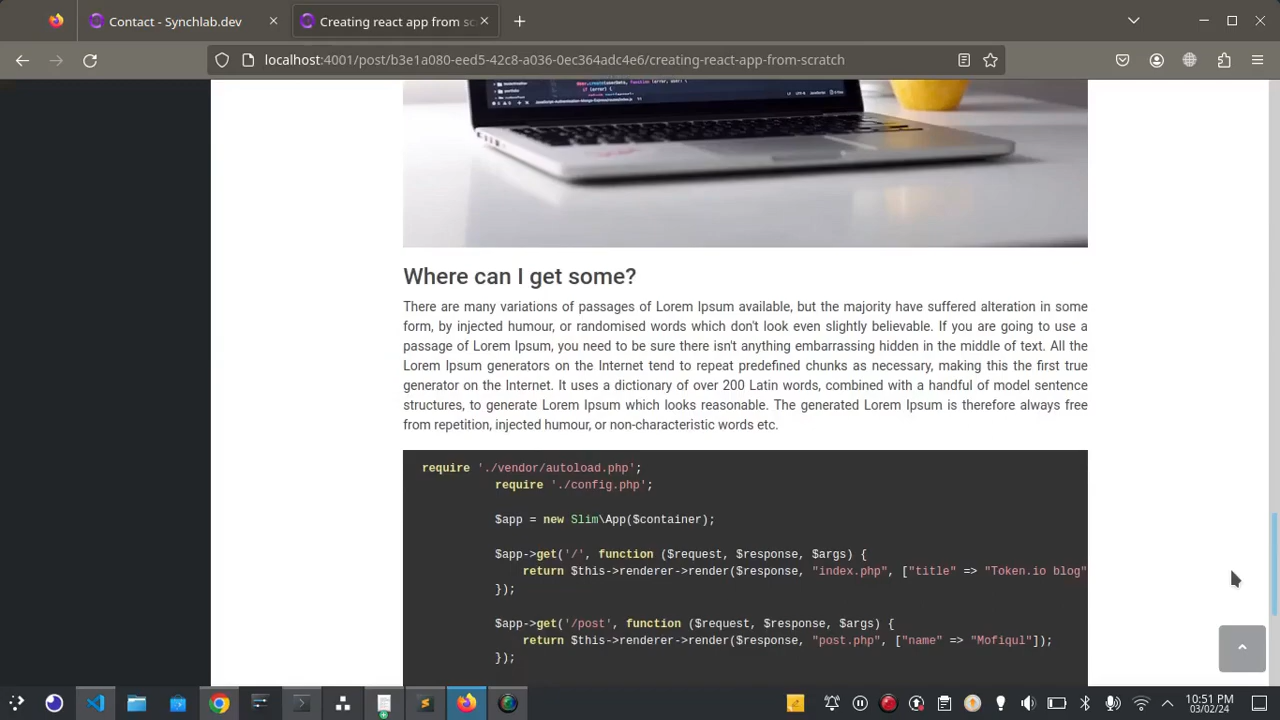 Contact - Synchlab.dev
Creating react app from sc
localhost:4001/post/b3e1a080-eed5-42c8-a036-0ec364adc4e6/creating-react-app-from-scratch
Where can I get some?
There are many variations of passages of Lorem Ipsum available, but the majority have suffered alteration in some
form, by injected humour, or randomised words which don't look even slightly believable. If you are going to use a
passage of Lorem Ipsum, you need to be sure there isn't anything embarrassing hidden in the middle of text. All the
Lorem Ipsum generators on the Internet tend to repeat predefined chunks as necessary, making this the first true
generator on the Internet. It uses a dictionary of over 200 Latin words, combined with a handful of model sentence
structures, to generate Lorem Ipsum which looks reasonable. The generated Lorem Ipsum is therefore always free
from repetition, injected humour, or non-characteristic words etc.
require './vendor/autoload.php';
require './config.php';
$app = new Slim\App($container);
$app->get('/', function ($request, $response, $args) {
return $this->renderer->render($response, "index.php", ["title" => "Token.io blog"
});
$app->get('/post', function ($request, $response, $args) {
return $this->renderer->render($response, "post.php", ["name" => "Mofiqul"]);
});
10:51 PM
03/02/24